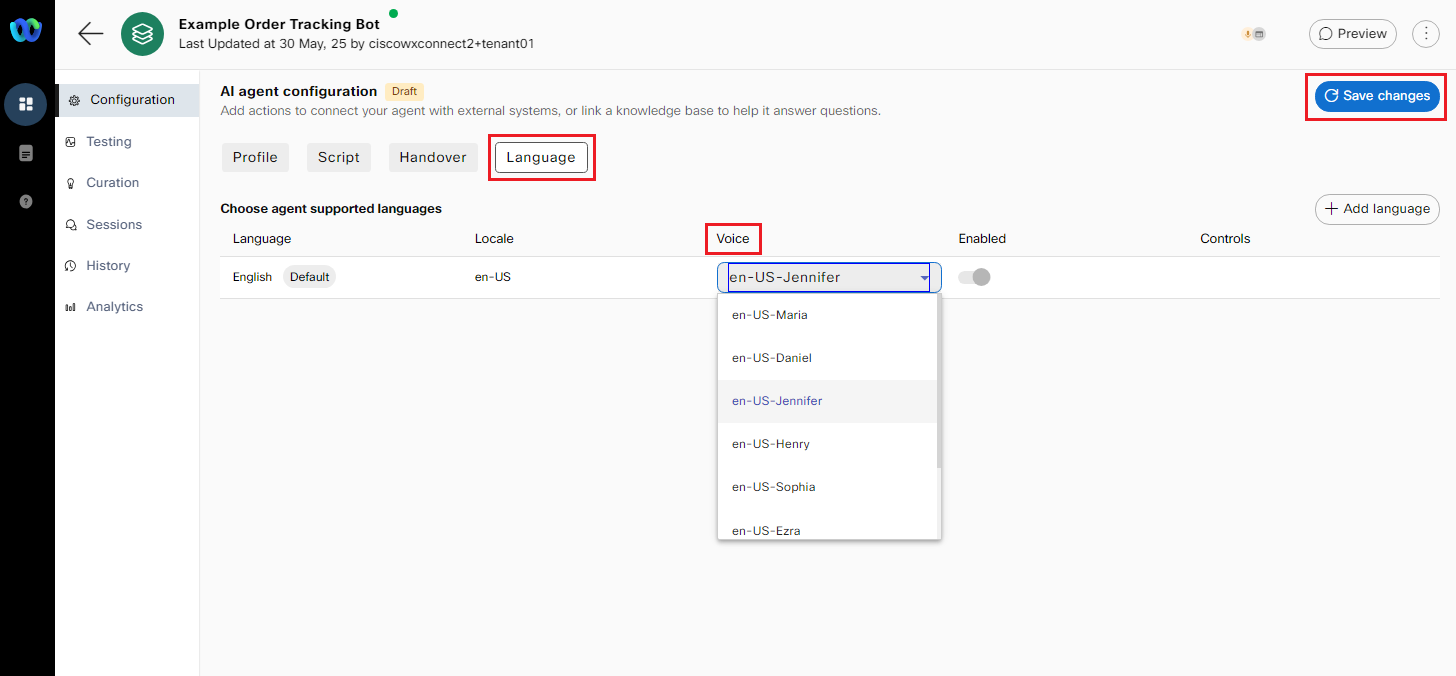 Example Order Tracking Bot
Last Updated at 30 May, 25 by ciscowxconnect2+tenant01
Preview
Configuration
Testing
Curation
Sessions
History
Analytics
AI agent configuration Draft
Add actions to connect your agent with external systems, or link a knowledge base to help it answer questions.
Save changes
Profile Script Handover Language
Choose agent supported languages
Add language
Language Locale Voice Enabled Controls
English Default en-US en-US-Jennifer
en-US-Maria
en-US-Daniel
en-US-Jennifer
en-US-Henry
en-US-Sophia
en-US-Ezra